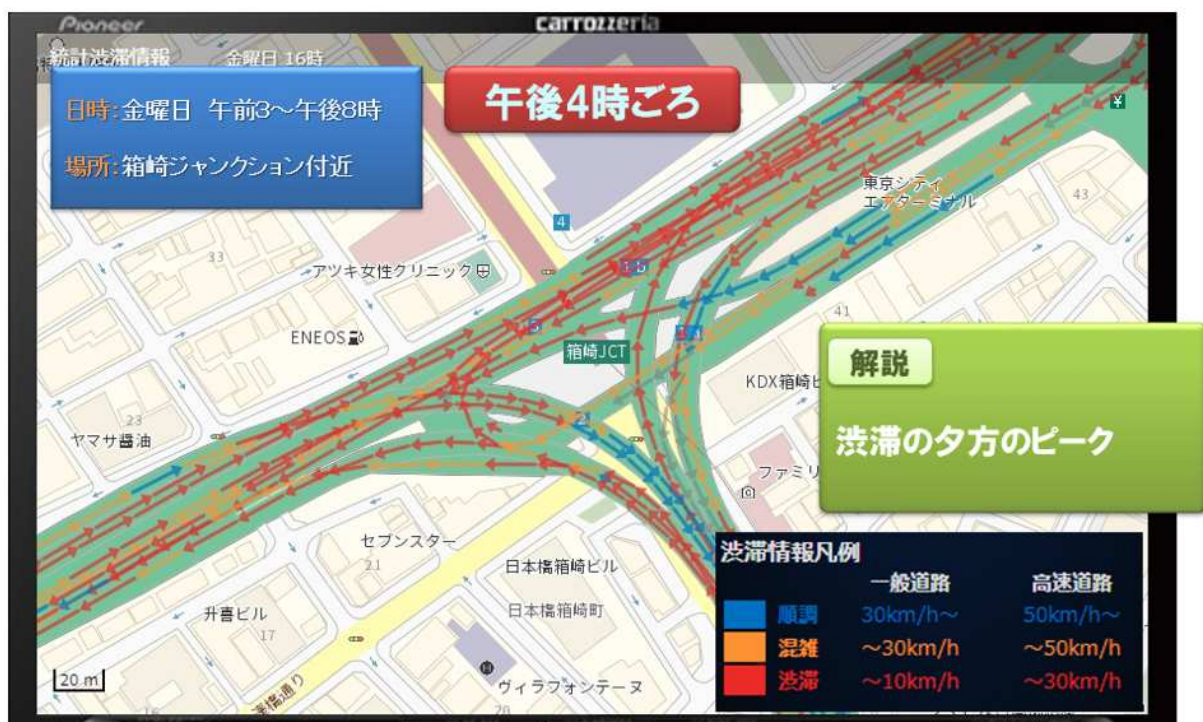 Pioneer
carrozzeria
統計渋滞情報 金曜日 16時
日時:金曜日 午前3～午後8時
場所:箱崎ジャンクション付近
午後4時ごろ
¥
東京シティ
エアターミナル
43
4
33
アツキ女性クリニック
41
ENEOS
箱崎JCT
KDX箱崎ビ
解説
渋滞の夕方のピーク
23
ヤマサ醤油
ファミリ
セブンスター
21
日本橋箱崎ビル
日本橋箱崎町
升喜ビル
17
ヴィラフォンテーヌ
20 m
16
20
渋滞情報凡例
一般道路 高速道路
順調 30km/h～ 50km/h～
混雑 ～30km/h ～50km/h
渋滞 ～10km/h ～30km/h